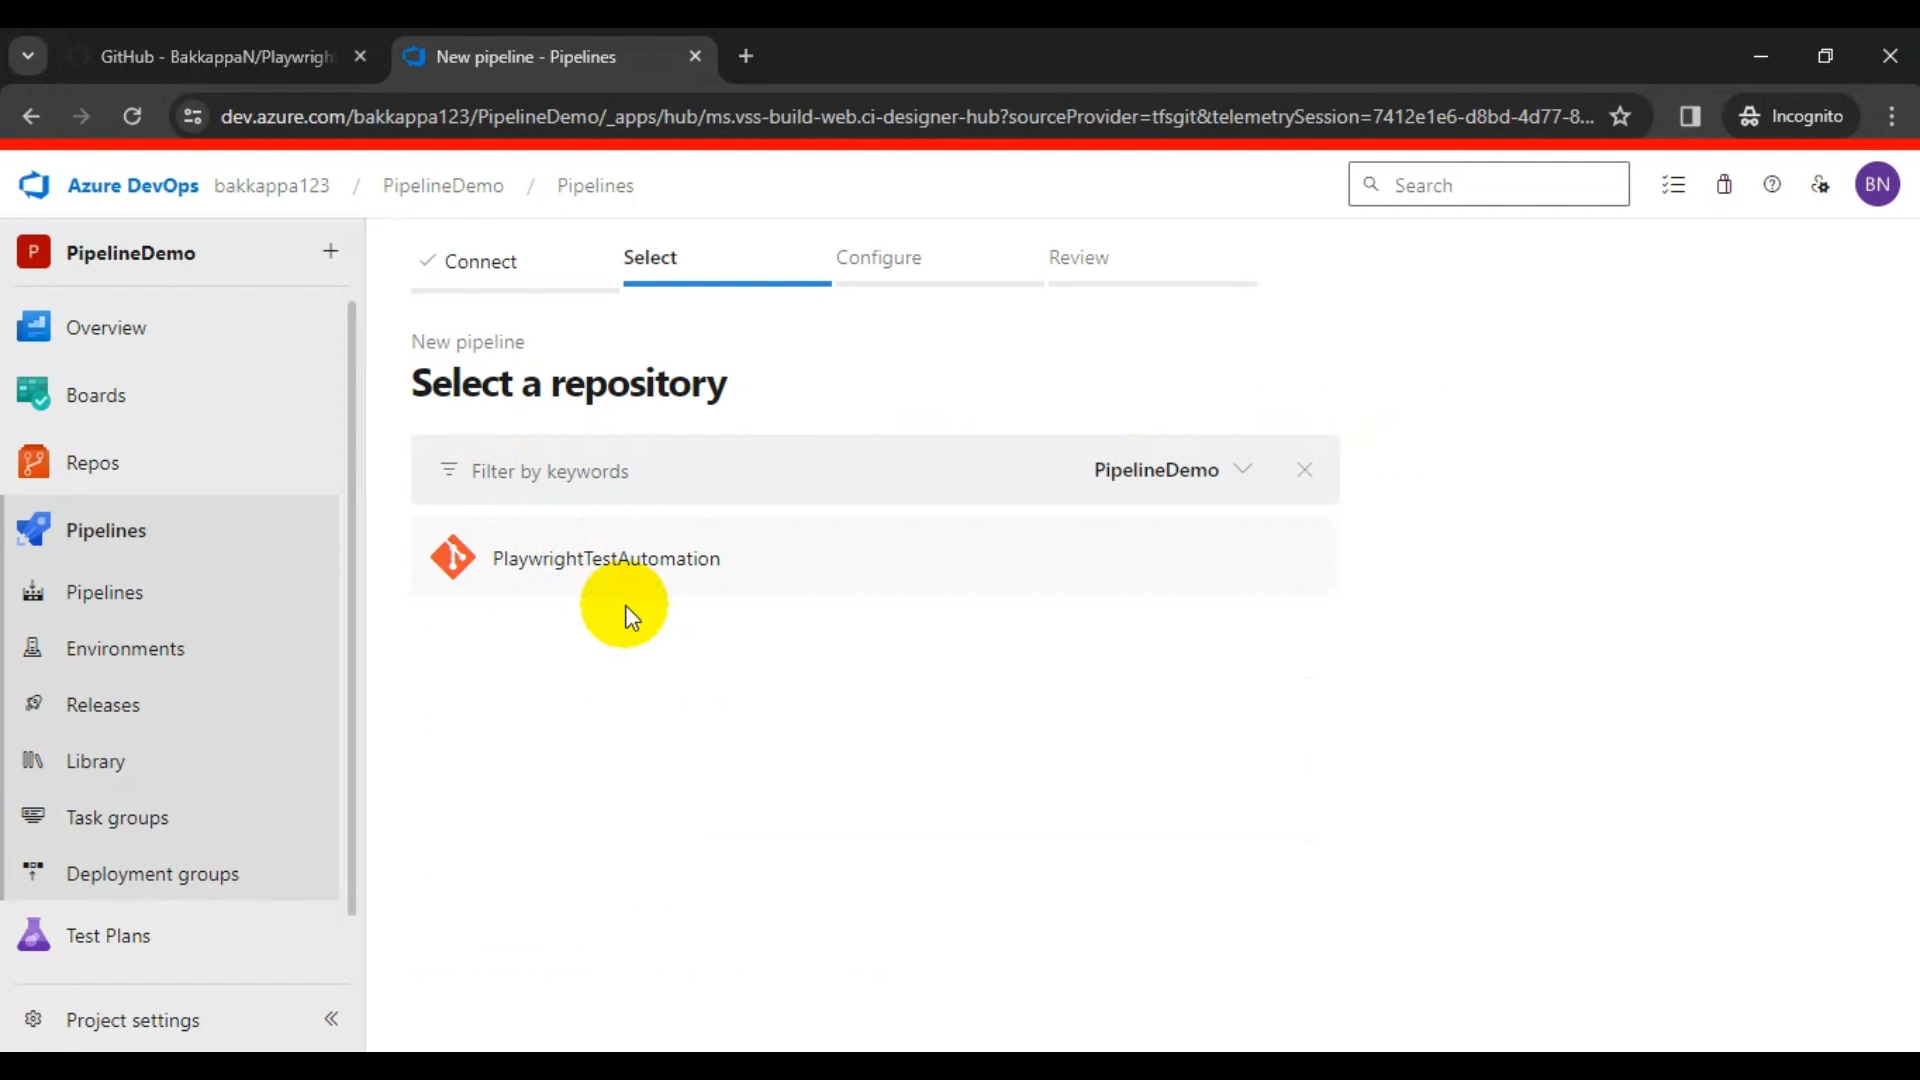 GitHub - BakkappaN/Playwrigh
New pipeline - Pipelines
dev.azure.com/bakkappa123/PipelineDemo/_apps/hub/ms.vss-build-web.ci-designer-hub?sourceProvider=tfsgit&telemetrySession=7412e1e6-d8bd-4d77-8...
Incognito
Azure DevOps bakkappa123 / PipelineDemo / Pipelines
Search
BN
P PipelineDemo
Overview
Boards
Repos
Pipelines
Pipelines
Environments
Releases
Library
Task groups
Deployment groups
Test Plans
Project settings
Connect
Select
Configure
Review
New pipeline
Select a repository
Filter by keywords
PipelineDemo
PlaywrightTestAutomation